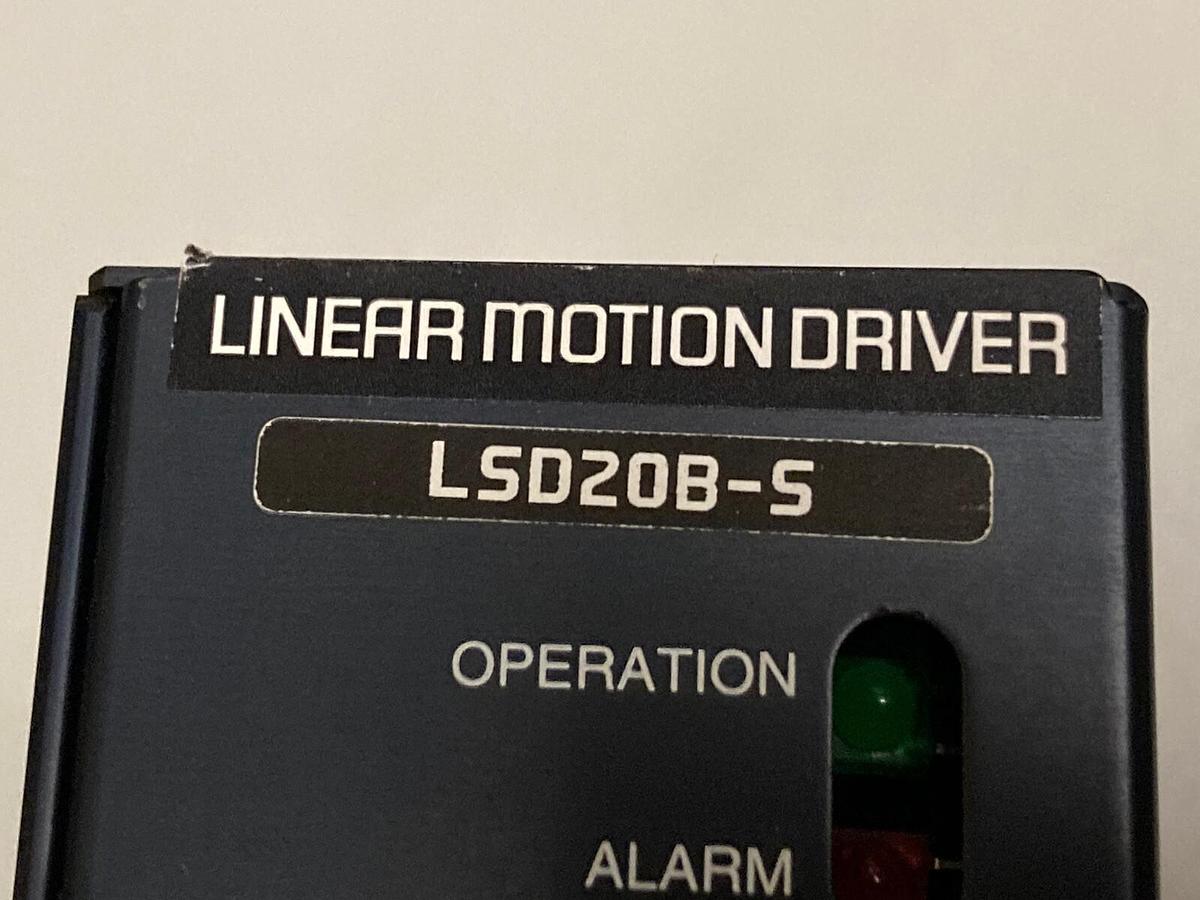 LINEAR MOTION DRIVER
LSD20B-S
OPERATION
ALARM